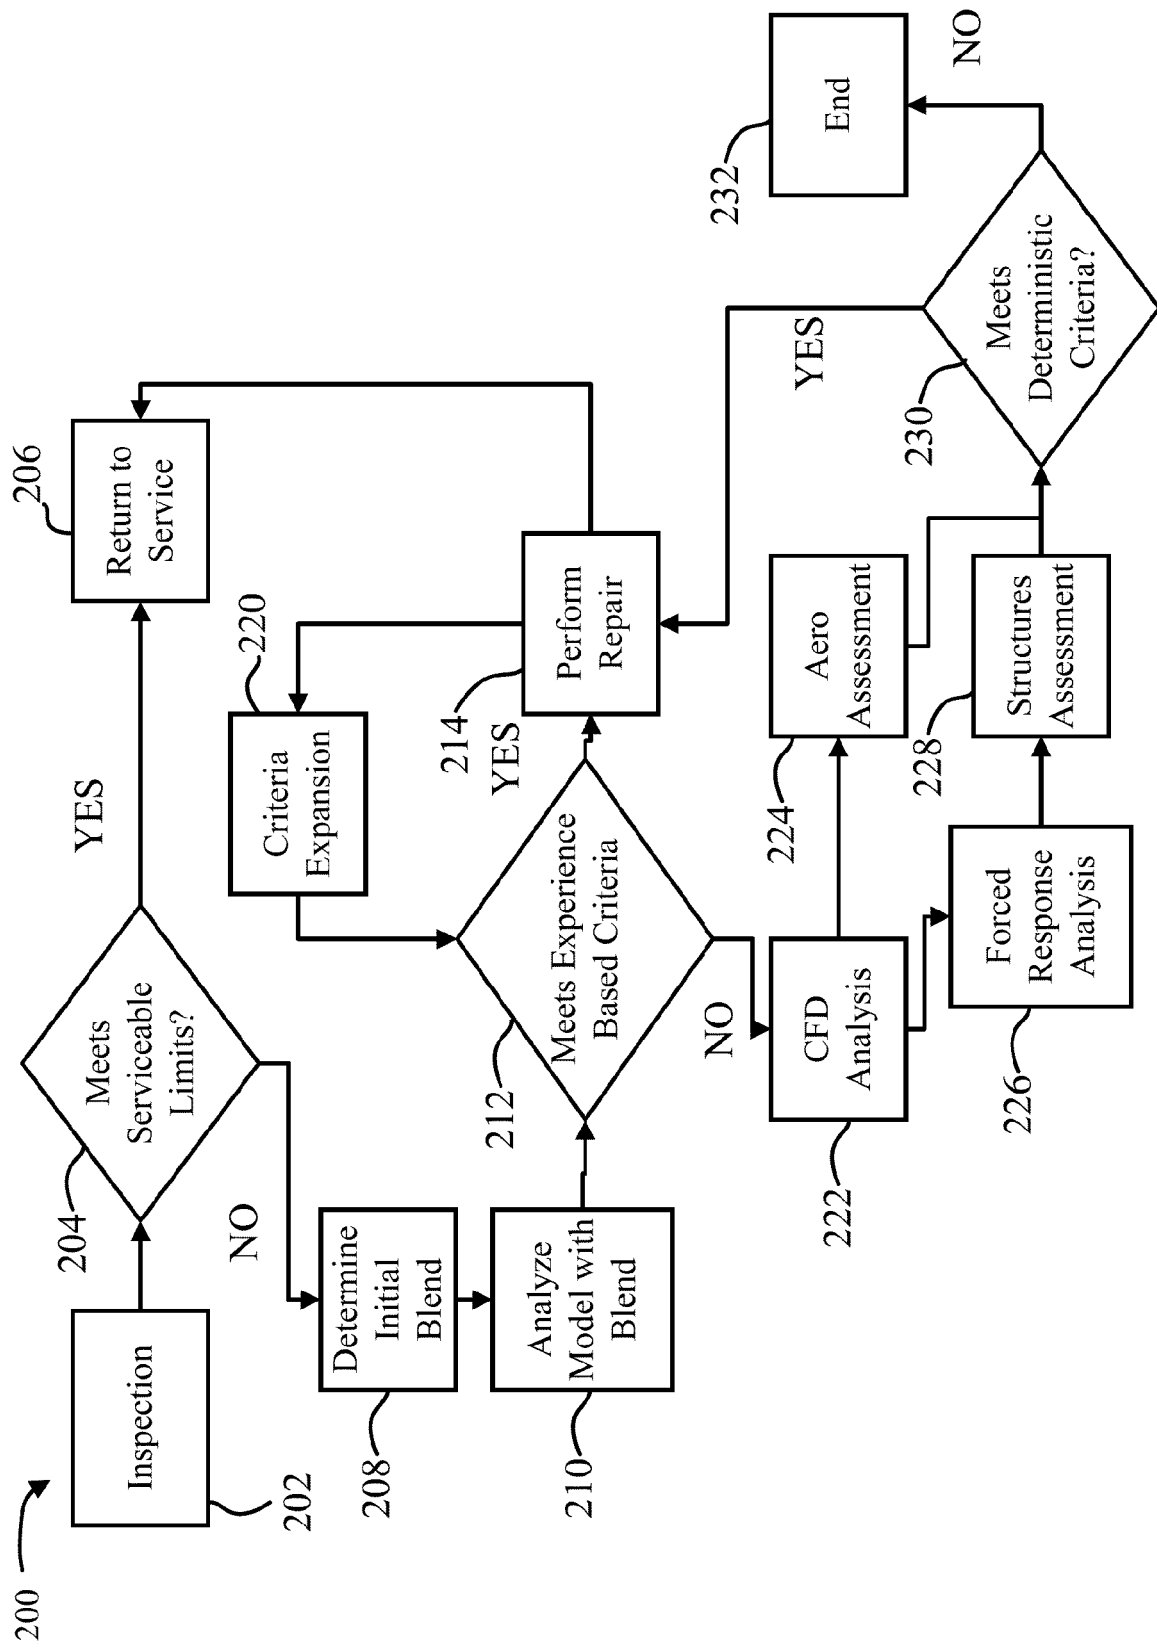 200
Inspection
202
Meets
Serviceable
Limits?
204
YES
Return to
Service
206
NO
Determine
Initial
Blend
208
Analyze
Model with
Blend
210
Meets Experience
Based Criteria
212
YES
Perform
Repair
214
Criteria
Expansion
220
NO
CFD
Analysis
222
Aero
Assessment
224
Forced
Response
Analysis
226
Structures
Assessment
228
Meets
Deterministic
Criteria?
230
YES
NO
End
232